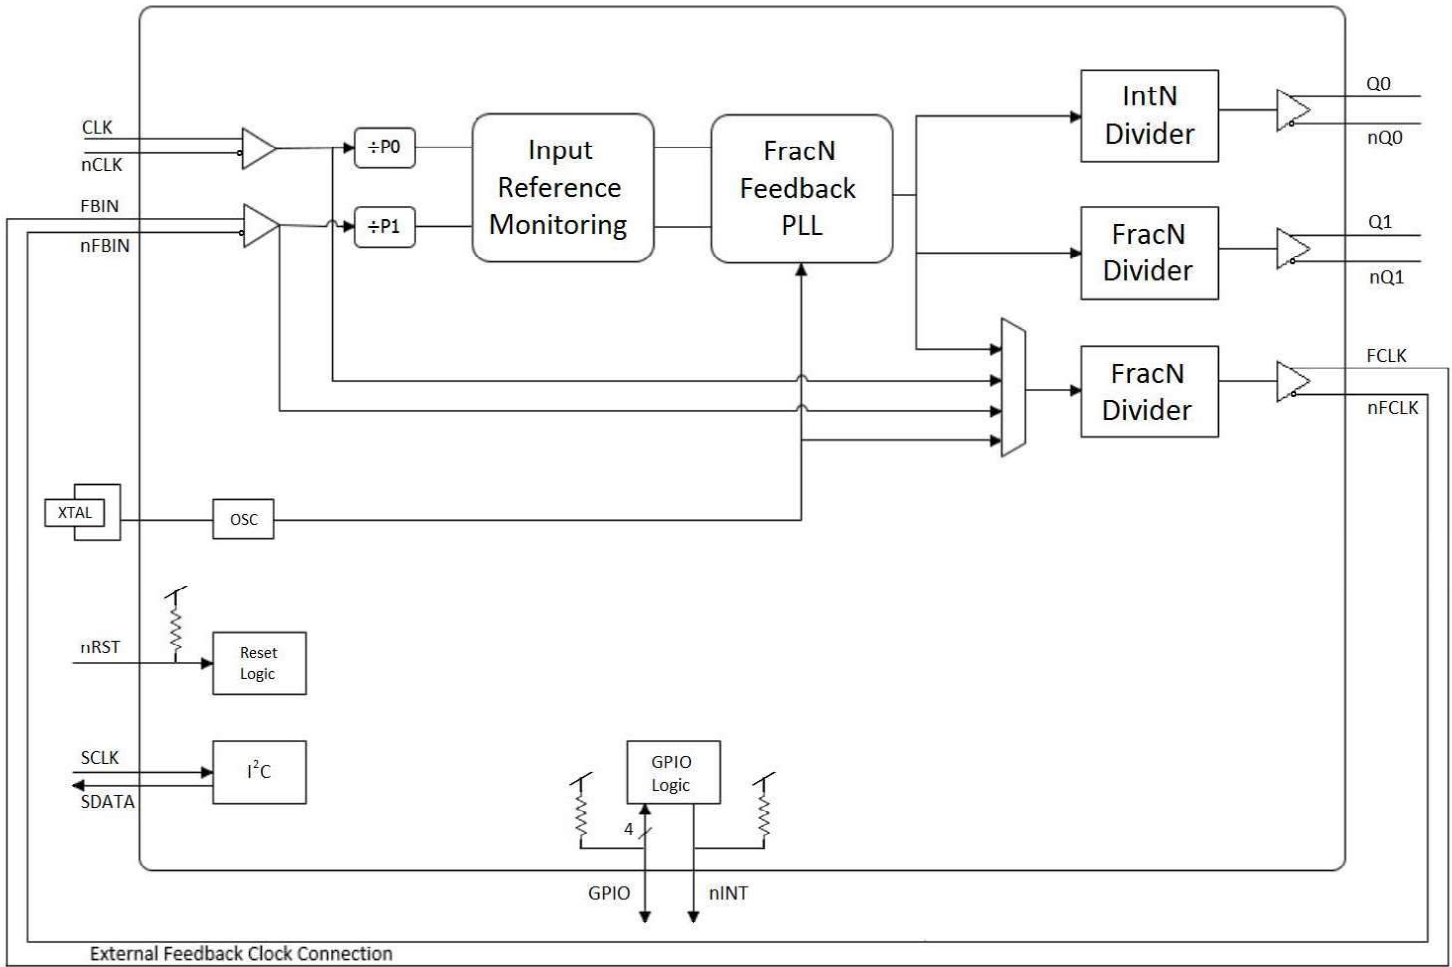 CLK
nCLK
FBIN
nFBIN
÷P0
÷P1
Input
Reference
Monitoring
FracN
Feedback
PLL
IntN
Divider
Q0
nQ0
FracN
Divider
Q1
nQ1
FracN
Divider
FCLK
nFCLK
XTAL
OSC
nRST
Reset
Logic
SCLK
SDATA
I²C
GPIO
Logic
4
GPIO
nINT
External Feedback Clock Connection